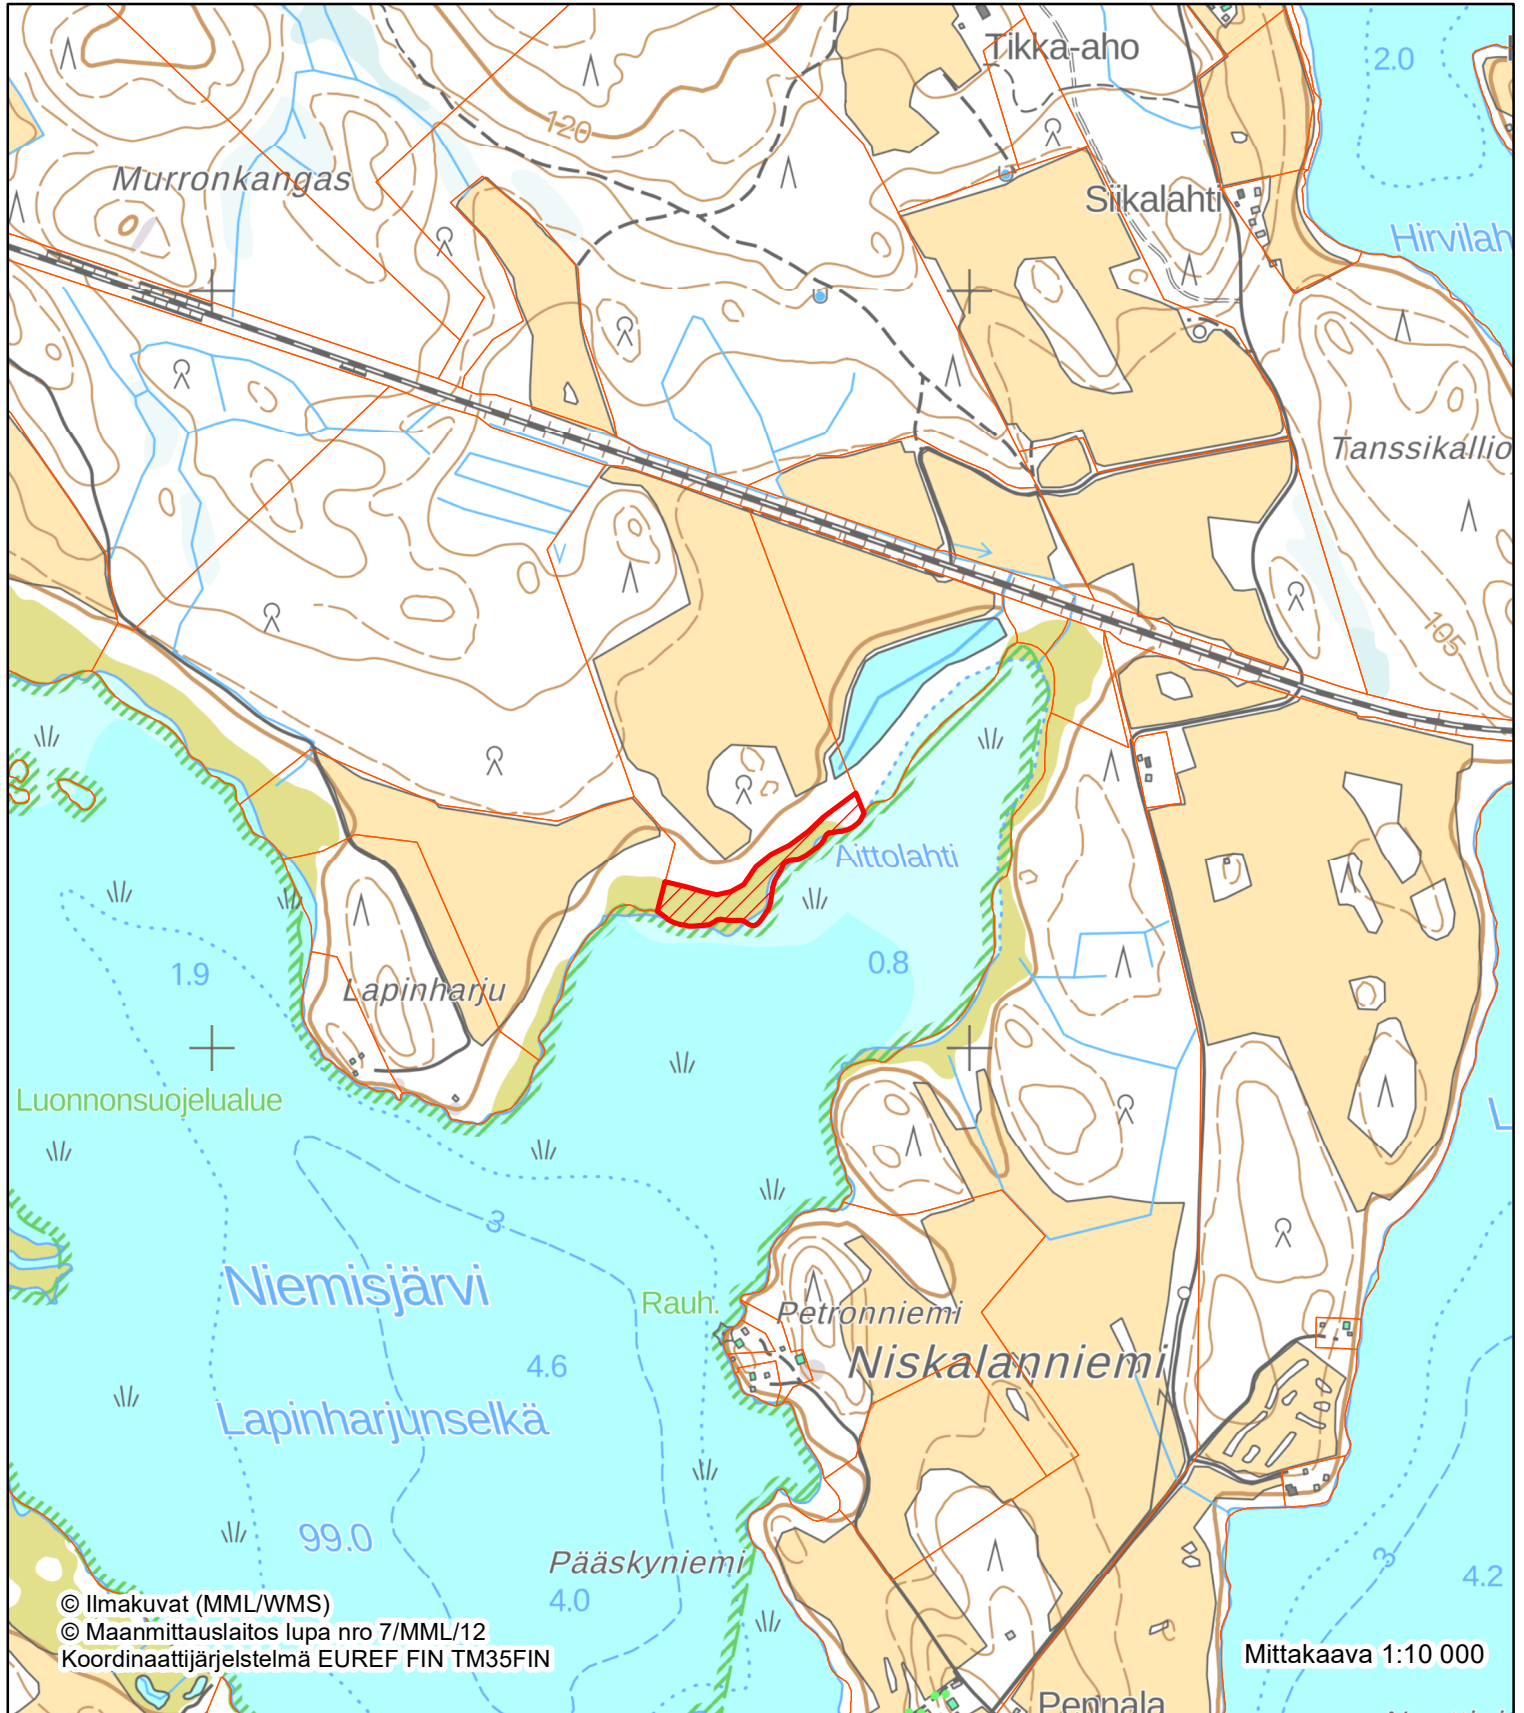 Tikka-aho
2.0
120
Murronkangas
Siikalahti
Hirvilah
Tanssikallio
105
Aittolahti
0.8
1.9
Lapinharju
Luonnonsuojelualue
L
3
Niemisjärvi
Rauh.
Petronniemi
Niskalanniemi
4.6
Lapinharjunselkä
99.0
Pääskyniemi
3
4.2
4.0
© Ilmakuvat (MML/WMS)
© Maanmittauslaitos lupa nro 7/MML/12
Koordinaattijärjelstelmä EUREF FIN TM35FIN
Mittakaava 1:10 000
Pennala